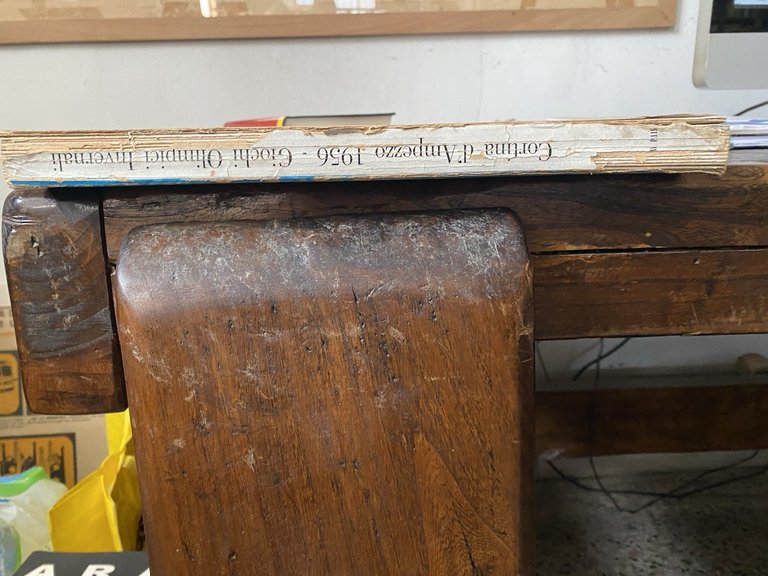 Cortina d'Ampezzo 1956 - Giochi Olimpici Invernali
A R